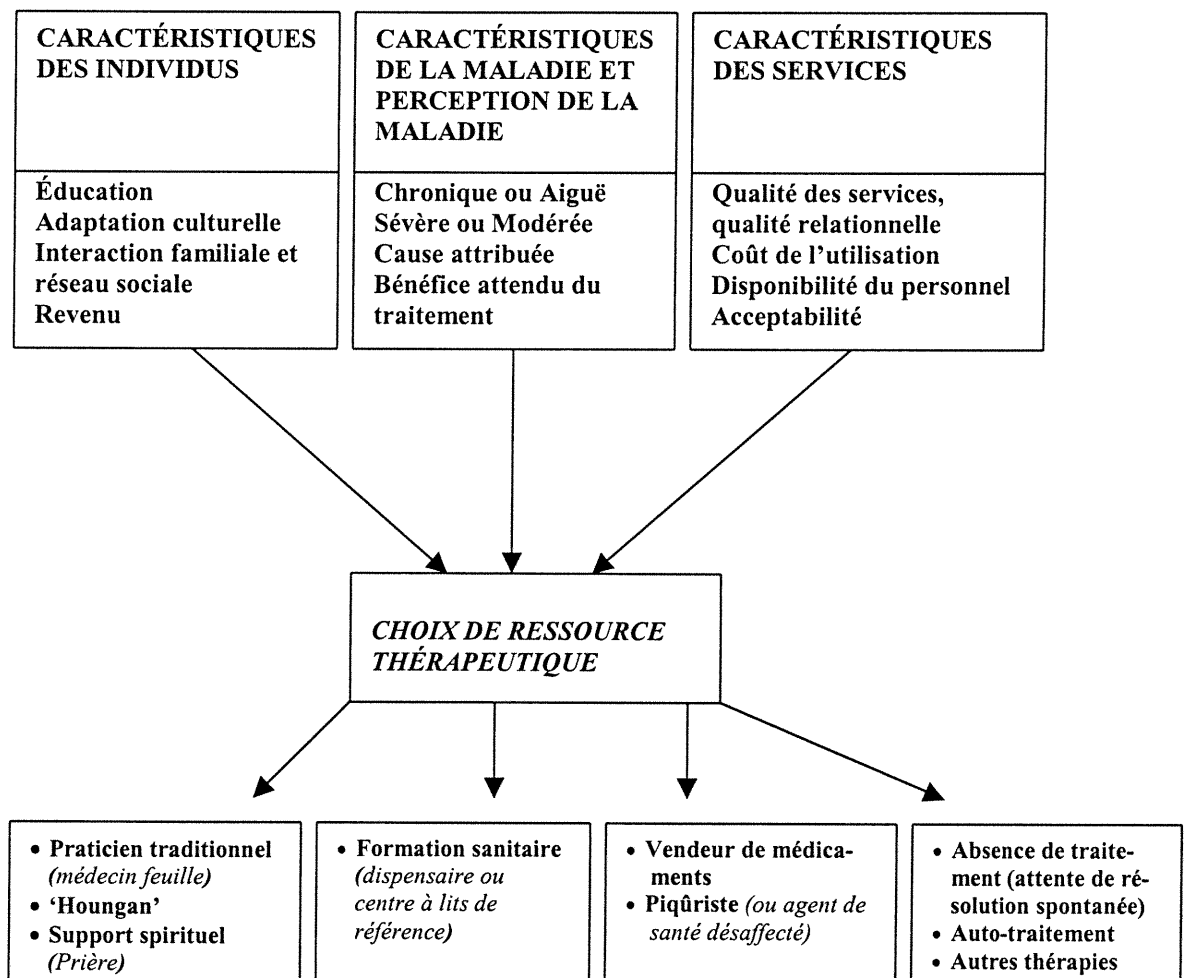 CARACTÉRISTIQUES
DES INDIVIDUS
Éducation
Adaptation culturelle
Interaction familiale et
réseau sociale
Revenu
CARACTÉRISTIQUES
DE LA MALADIE ET
PERCEPTION DE LA
MALADIE
Chronique ou Aiguë
Sévère ou Modérée
Cause attribuée
Bénéfice attendu du
traitement
CARACTÉRISTIQUES
DES SERVICES
Qualité des services,
qualité relationnelle
Coût de l'utilisation
Disponibilité du personnel
Acceptabilité
CHOIX DE RESSOURCE
THÉRAPEUTIQUE
• Praticien traditionnel
(médecin feuille)
• 'Houngan'
• Support spirituel
(Prière)
• Formation sanitaire
(dispensaire ou
centre à lits de
référence)
• Vendeur de médica-
ments
• Piqûriste (ou agent de
santé désaffecté)
• Absence de traite-
ment (attente de ré-
solution spontanée)
• Auto-traitement
• Autres thérapies